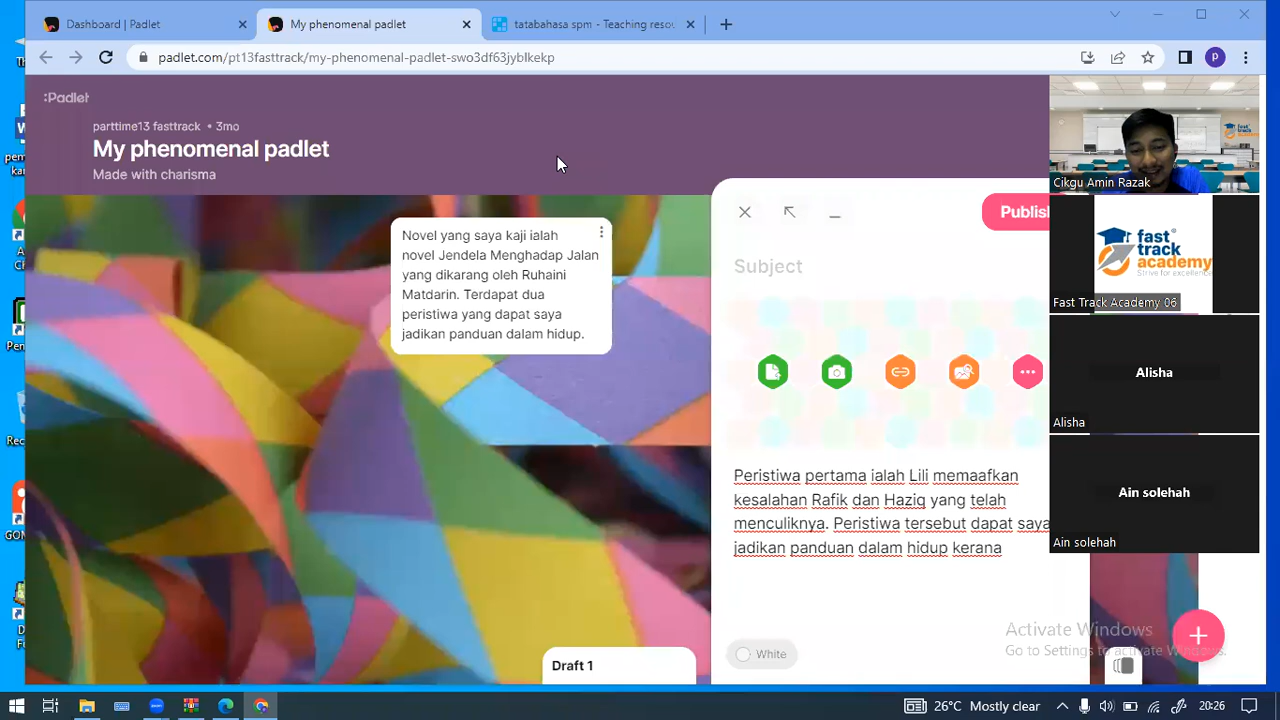 Dashboard | Padlet
My phenomenal padlet
tatabahasa spm - Teaching resou
padlet.com/pt13fasttrack/my-phenomenal-padlet-swo3df63jyblkekp
P
:Padlet
parttime13 fasttrack • 3mo
My phenomenal padlet
Made with charisma
Novel yang saya kaji ialah
novel Jendela Menghadap Jalan
yang dikarang oleh Ruhaini
Matdarin. Terdapat dua
peristiwa yang dapat saya
jadikan panduan dalam hidup.
Publish
Subject
Peristiwa pertama ialah Lili memaafkan
kesalahan Rafik dan Haziq yang telah
menculiknya. Peristiwa tersebut dapat saya
jadikan panduan dalam hidup kerana
White
Draft 1
Cikgu Amin Razak
fast
track
academy
Strive for excellence
Fast Track Academy 06
Alisha
Alisha
Ain solehah
Ain solehah
Activate Windows
Go to Settings to activate Windows.
26°C Mostly clear
20:26